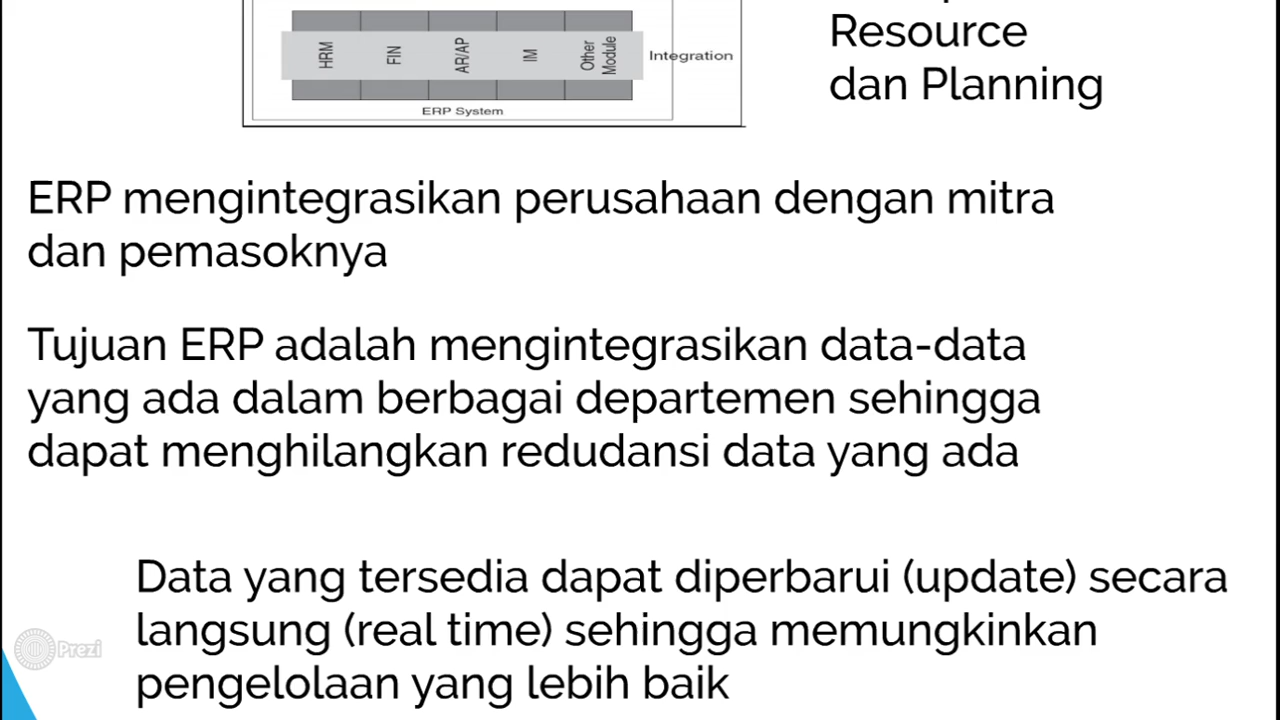 HRM
FIN
AR/AP
IM
Other
Module
Integration
ERP System
Resource
dan Planning
ERP mengintegrasikan perusahaan dengan mitra
dan pemasoknya
Tujuan ERP adalah mengintegrasikan data-data
yang ada dalam berbagai departemen sehingga
dapat menghilangkan redudansi data yang ada
Data yang tersedia dapat diperbarui (update) secara
langsung (real time) sehingga memungkinkan
pengelolaan yang lebih baik
Prezi